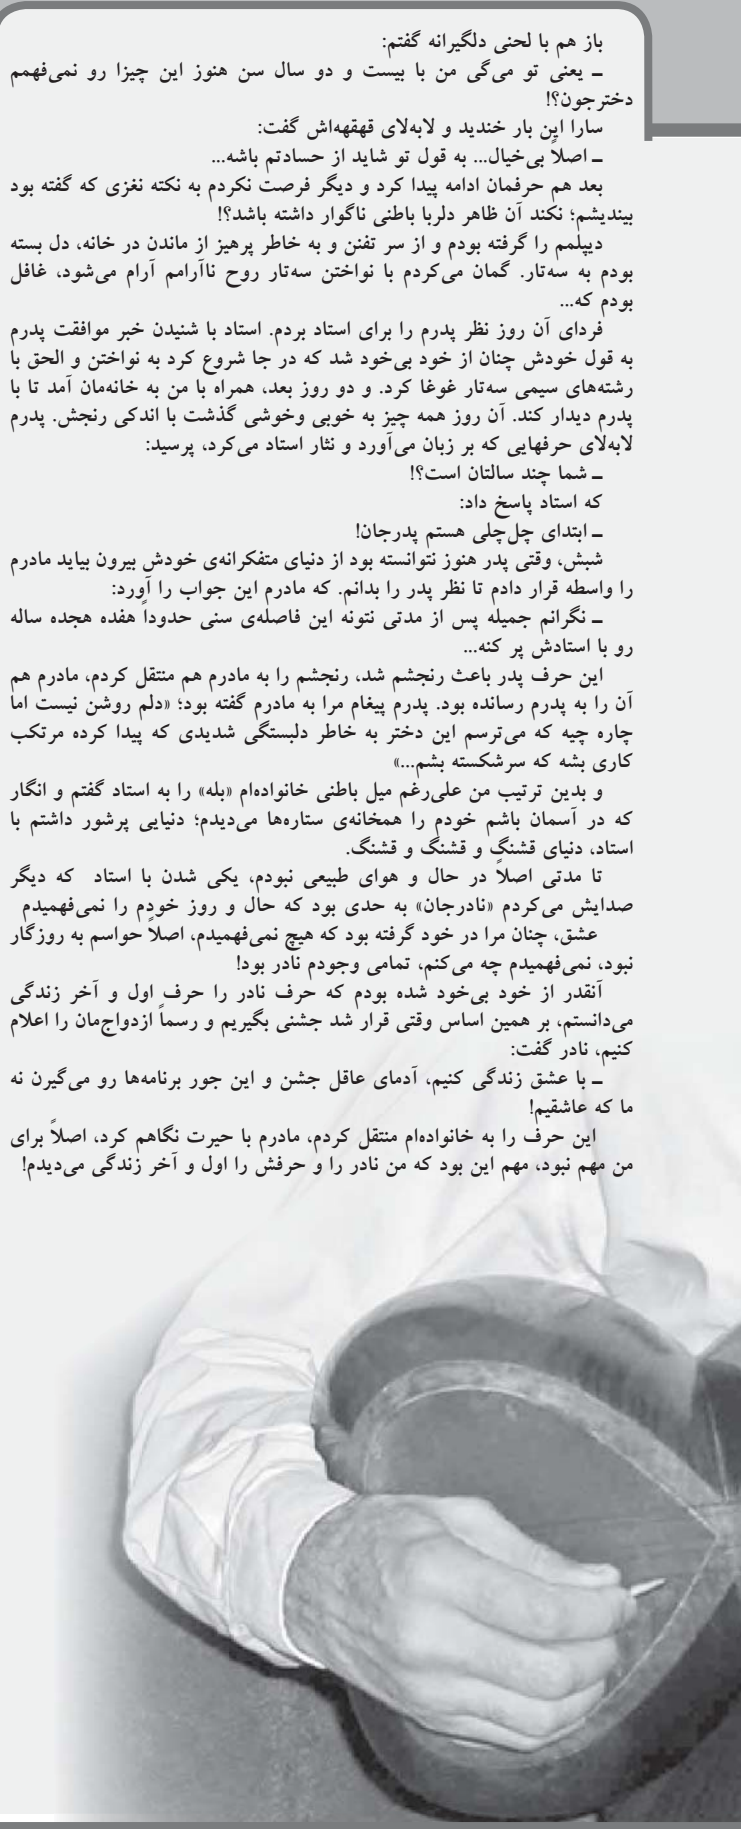 باز هم با لحنی دلگیرانه گفتم:
ـ یعنی تو می‌گی من با بیست و دو سال سن هنوز این چیزا رو نمی‌فهمم
دخترجون؟!
سارا این بار خندید و لابه‌لای قهقهه‌اش گفت:
ـ اصلاً بی‌خیال... به قول تو شاید از حسادتم باشه...
بعد هم حرفمان ادامه پیدا کرد و دیگر فرصت نکردم به نکته نغزی که گفته بود
بیندیشم؛ نکند آن ظاهر دلربا باطنی ناگوار داشته باشد؟!
دیپلمم را گرفته بودم و از سر تفنن و به خاطر پرهیز از ماندن در خانه، دل بسته
بودم به سه‌تار. گمان می‌کردم با نواختن سه‌تار روح ناآرامم آرام می‌شود، غافل
بودم که...
فردای آن روز نظر پدرم را برای استاد بردم. استاد با شنیدن خبر موافقت پدرم
به قول خودش چنان از خود بی‌خود شد که در جا شروع کرد به نواختن و الحق با
رشته‌های سیمی سه‌تار غوغا کرد. و دو روز بعد، همراه با من به خانه‌مان آمد تا با
پدرم دیدار کند. آن روز همه چیز به خوبی وخوشی گذشت با اندکی رنجش. پدرم
لابه‌لای حرفهایی که بر زبان می‌آورد و نثار استاد می‌کرد، پرسید:
ـ شما چند سالتان است؟!
که استاد پاسخ داد:
ـ ابتدای چل‌چلی هستم پدرجان!
شبش، وقتی پدر هنوز نتوانسته بود از دنیای متفکرانه‌ی خودش بیرون بیاید مادرم
را واسطه قرار دادم تا نظر پدر را بدانم. که مادرم این جواب را آورد:
ـ نگرانم جمیله پس از مدتی نتونه این فاصله‌ی سنی حدوداً هفده هجده ساله
رو با استادش پر کنه...
این حرف پدر باعث رنجشم شد، رنجشم را به مادرم هم منتقل کردم، مادرم هم
آن را به پدرم رسانده بود. پدرم پیغام مرا به مادرم گفته بود؛ «دلم روشن نیست اما
چاره چیه که می‌ترسم این دختر به خاطر دلبستگی شدیدی که پیدا کرده مرتکب
کاری بشه که سرشکسته بشم...»
و بدین ترتیب من علی‌رغم میل باطنی خانواده‌ام «بله» را به استاد گفتم و انگار
که در آسمان باشم خودم را همخانه‌ی ستاره‌ها می‌دیدم؛ دنیایی پرشور داشتم با
استاد، دنیای قشنگ و قشنگ و قشنگ.
تا مدتی اصلاً در حال و هوای طبیعی نبودم، یکی شدن با استاد که دیگر
صدایش می‌کردم «نادرجان» به حدی بود که حال و روز خودم را نمی‌فهمیدم
عشق، چنان مرا در خود گرفته بود که هیچ نمی‌فهمیدم، اصلاً حواسم به روزگار
نبود، نمی‌فهمیدم چه می‌کنم، تمامی وجودم نادر بود!
آنقدر از خود بی‌خود شده بودم که حرف نادر را حرف اول و آخر زندگی
می‌دانستم، بر همین اساس وقتی قرار شد جشنی بگیریم و رسماً ازدواج‌مان را اعلام
کنیم، نادر گفت:
ـ با عشق زندگی کنیم، آدمای عاقل جشن و این جور برنامه‌ها رو می‌گیرن نه
ما که عاشقیم!
این حرف را به خانواده‌ام منتقل کردم، مادرم با حیرت نگاهم کرد، اصلاً برای
من مهم نبود، مهم این بود که من نادر را و حرفش را اول و آخر زندگی می‌دیدم!